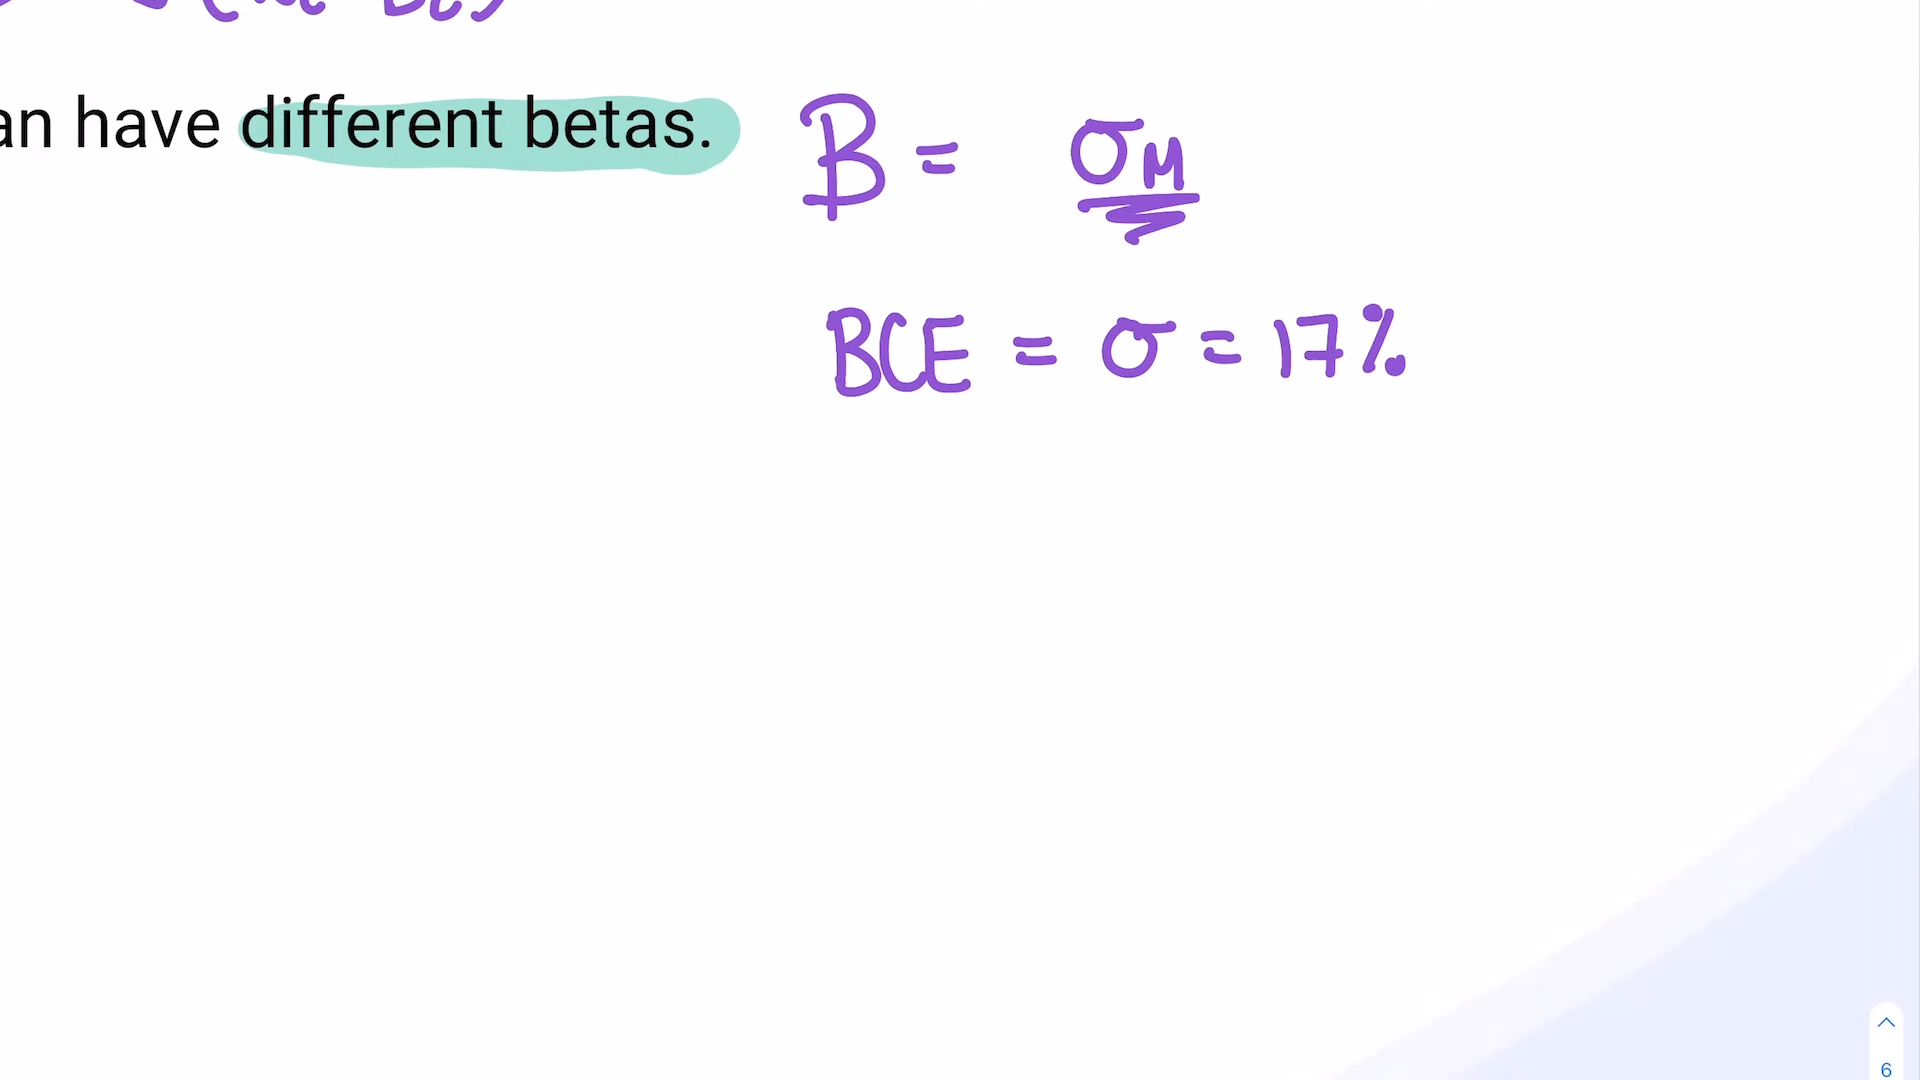 an have different betas.
B = σM
BCE = σ = 17%
6